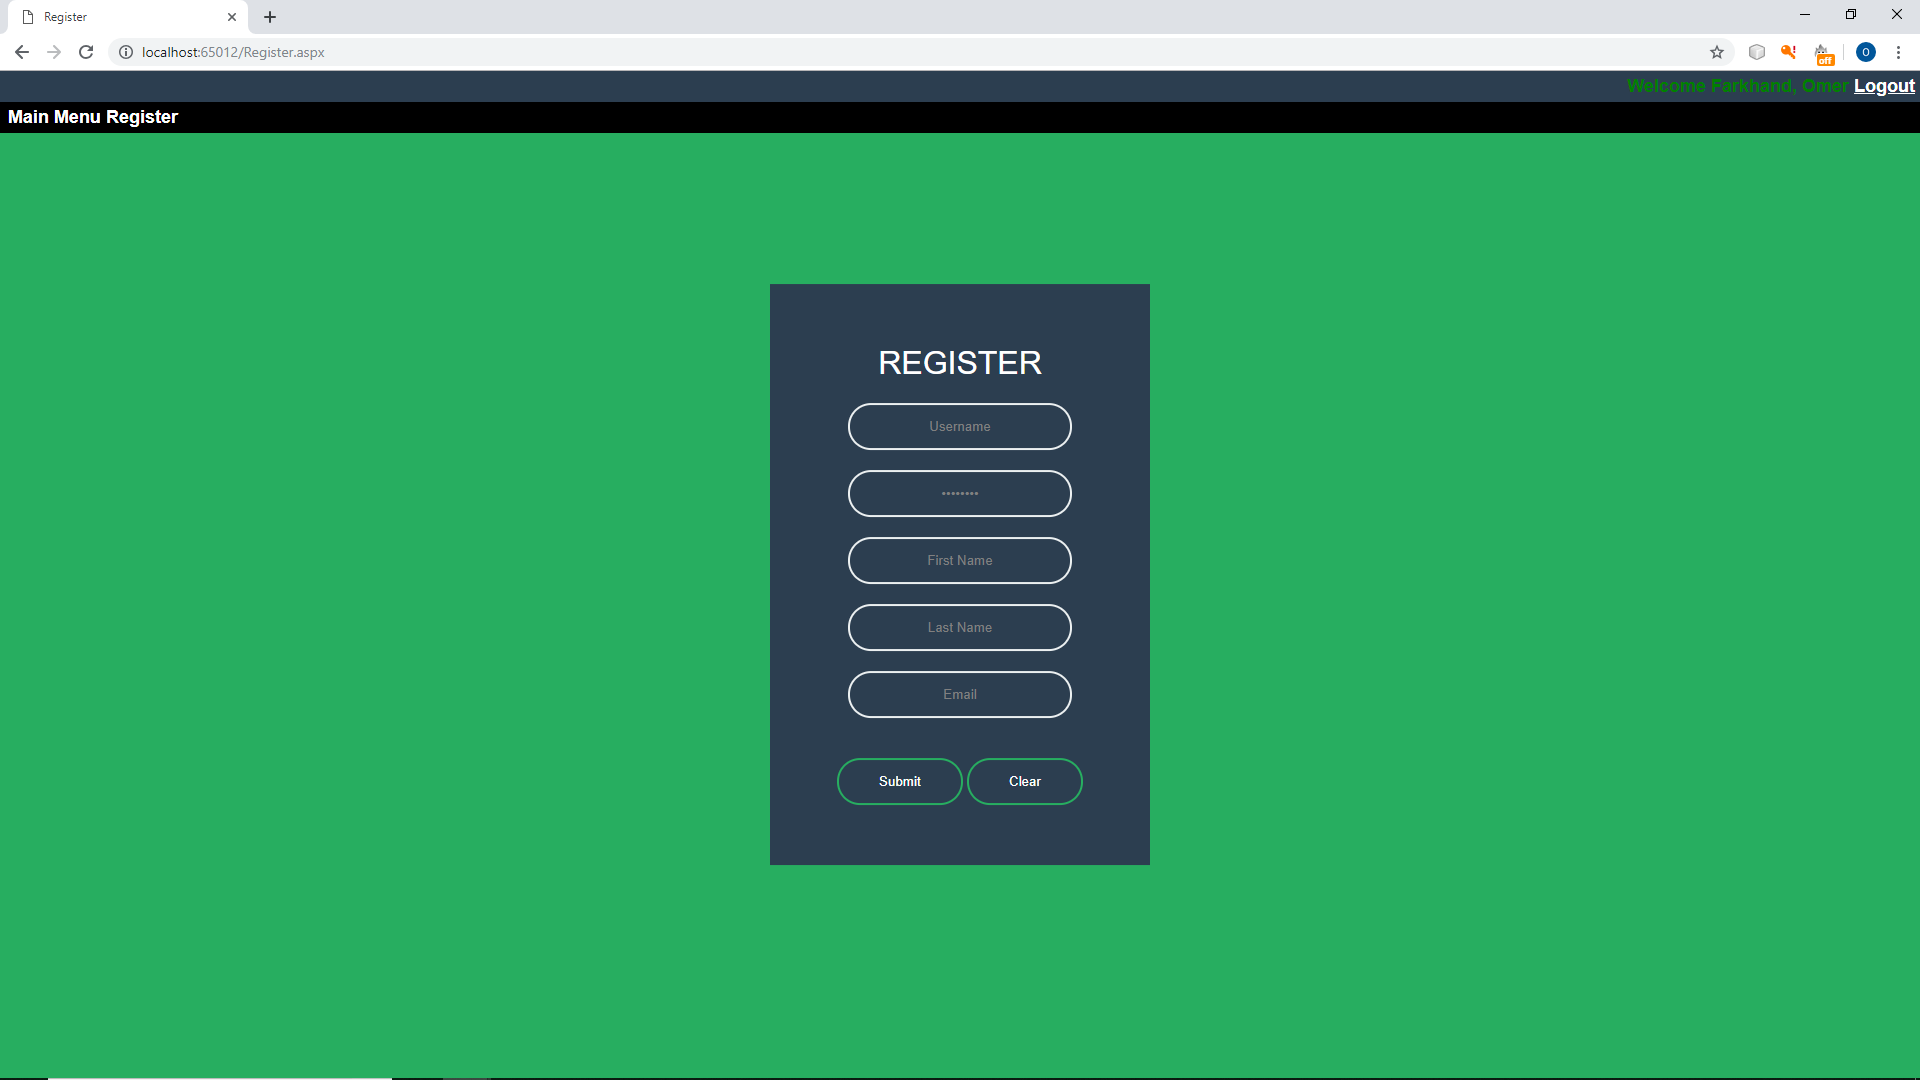 Register
localhost:65012/Register.aspx
off
O
Welcome Farkhand, Omer Logout
Main Menu Register
REGISTER
Username
••••••••
First Name
Last Name
Email
Submit Clear